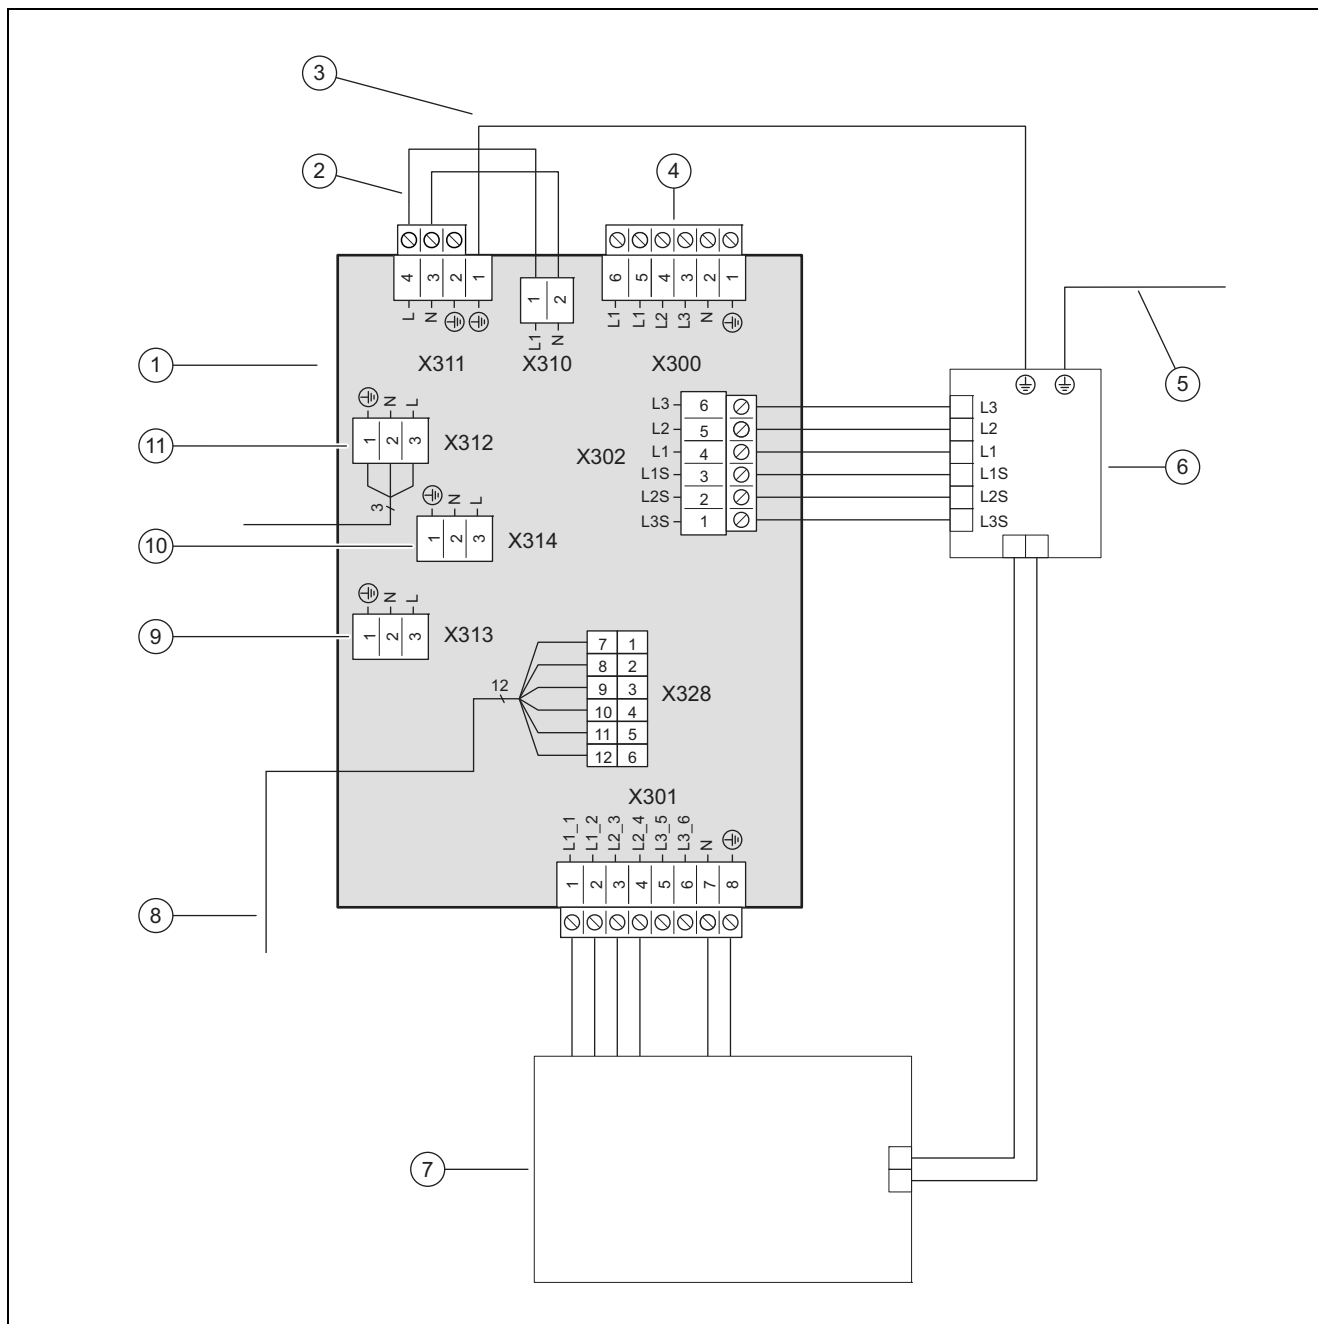 3
2
4
4 3 2 1
L N
X311
1 2
L1 N
X310
6 5 4 3 2 1
L1 L1 L2 L3 N
X300
1
5
L3 6
L2 5
L1 4
L1S 3
L2S 2
L3S 1
X302
L3
L2
L1
L1S
L2S
L3S
6
11
N L
1 2 3
X312
3
10
N L
1 2 3
X314
9
N L
1 2 3
X313
12
7 1
8 2
9 3
10 4
11 5
12 6
X328
X301
L1_1 L1_2 L2_3 L2_4 L3_5 L3_6 N
1 2 3 4 5 6 7 8
8
7